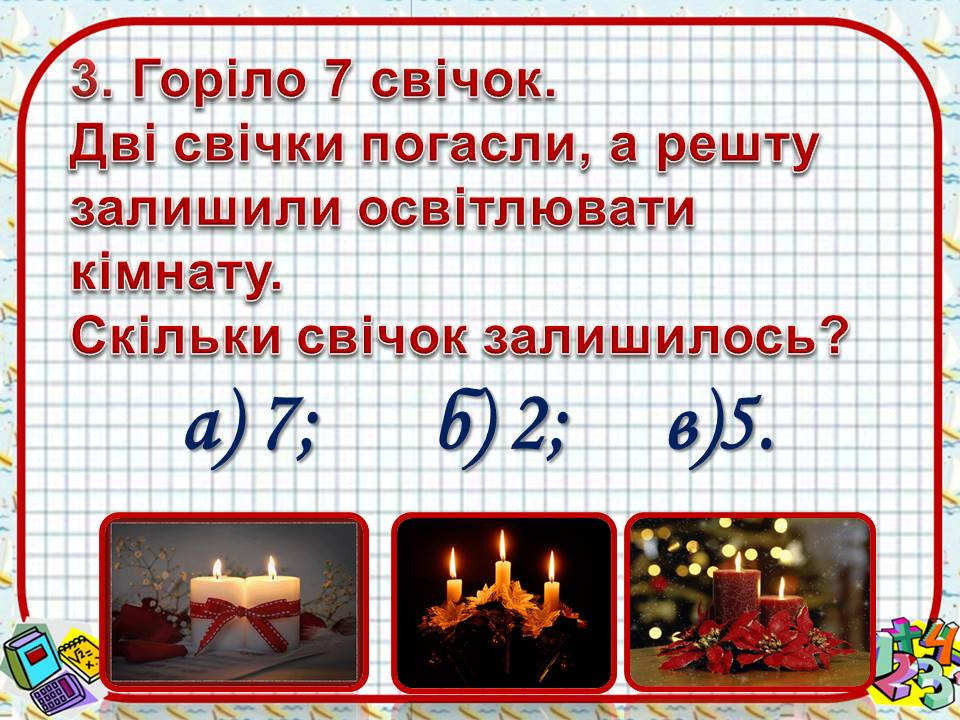 3. Горіло 7 свічок.
Дві свічки погасли, а решту
залишили освітлювати
кімнату.
Скільки свічок залишилось?
а) 7; б) 2; в)5.